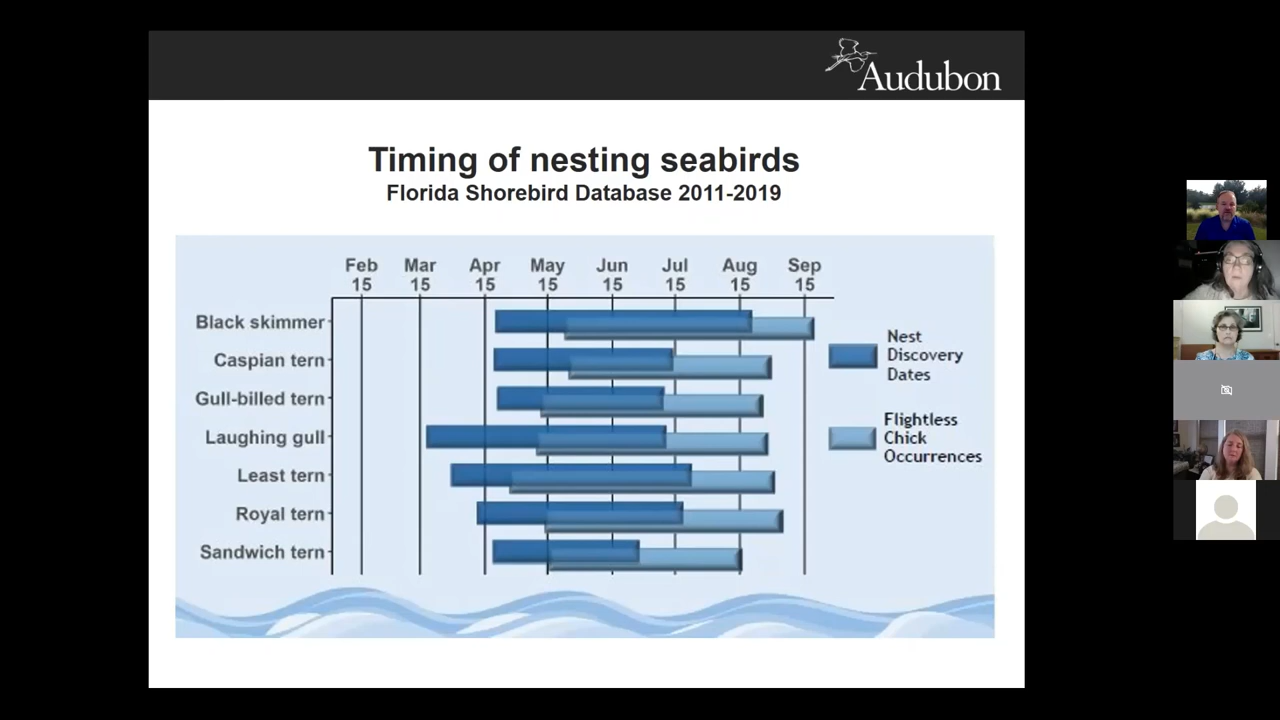 Audubon
Timing of nesting seabirds
Florida Shorebird Database 2011-2019
Feb Mar Apr May Jun Jul Aug Sep
15 15 15 15 15 15 15 15
Black skimmer
Caspian tern
Gull-billed tern
Laughing gull
Least tern
Royal tern
Sandwich tern
Nest
Discovery
Dates
Flightless
Chick
Occurrences